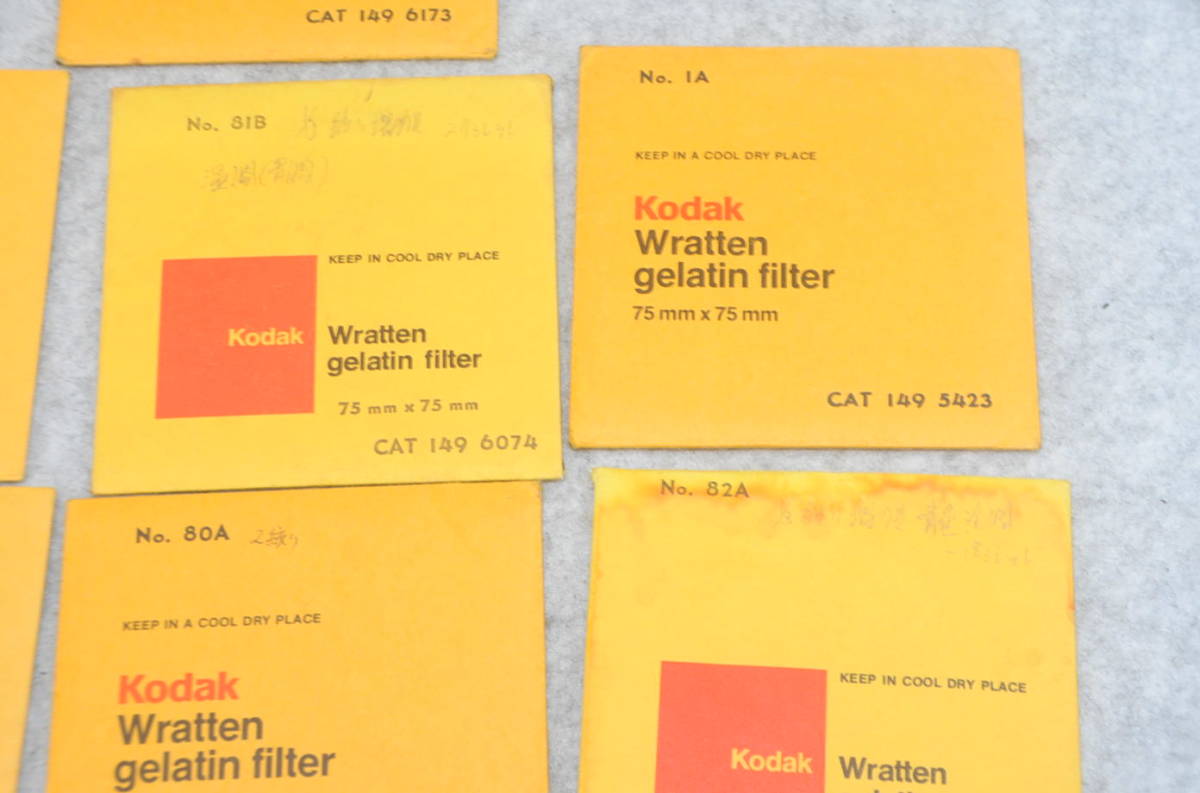 CAT 149 6173
No. 81B
KEEP IN COOL DRY PLACE
Kodak
Wratten
gelatin filter
75 mm x 75 mm
CAT 149 6074
No. 1A
KEEP IN A COOL DRY PLACE
Kodak
Wratten
gelatin filter
75 mm x 75 mm
CAT 149 5423
No. 80A 2絞り
KEEP IN A COOL DRY PLACE
Kodak
Wratten
gelatin filter
No. 82A
KEEP IN COOL DRY PLACE
Kodak
Wratten